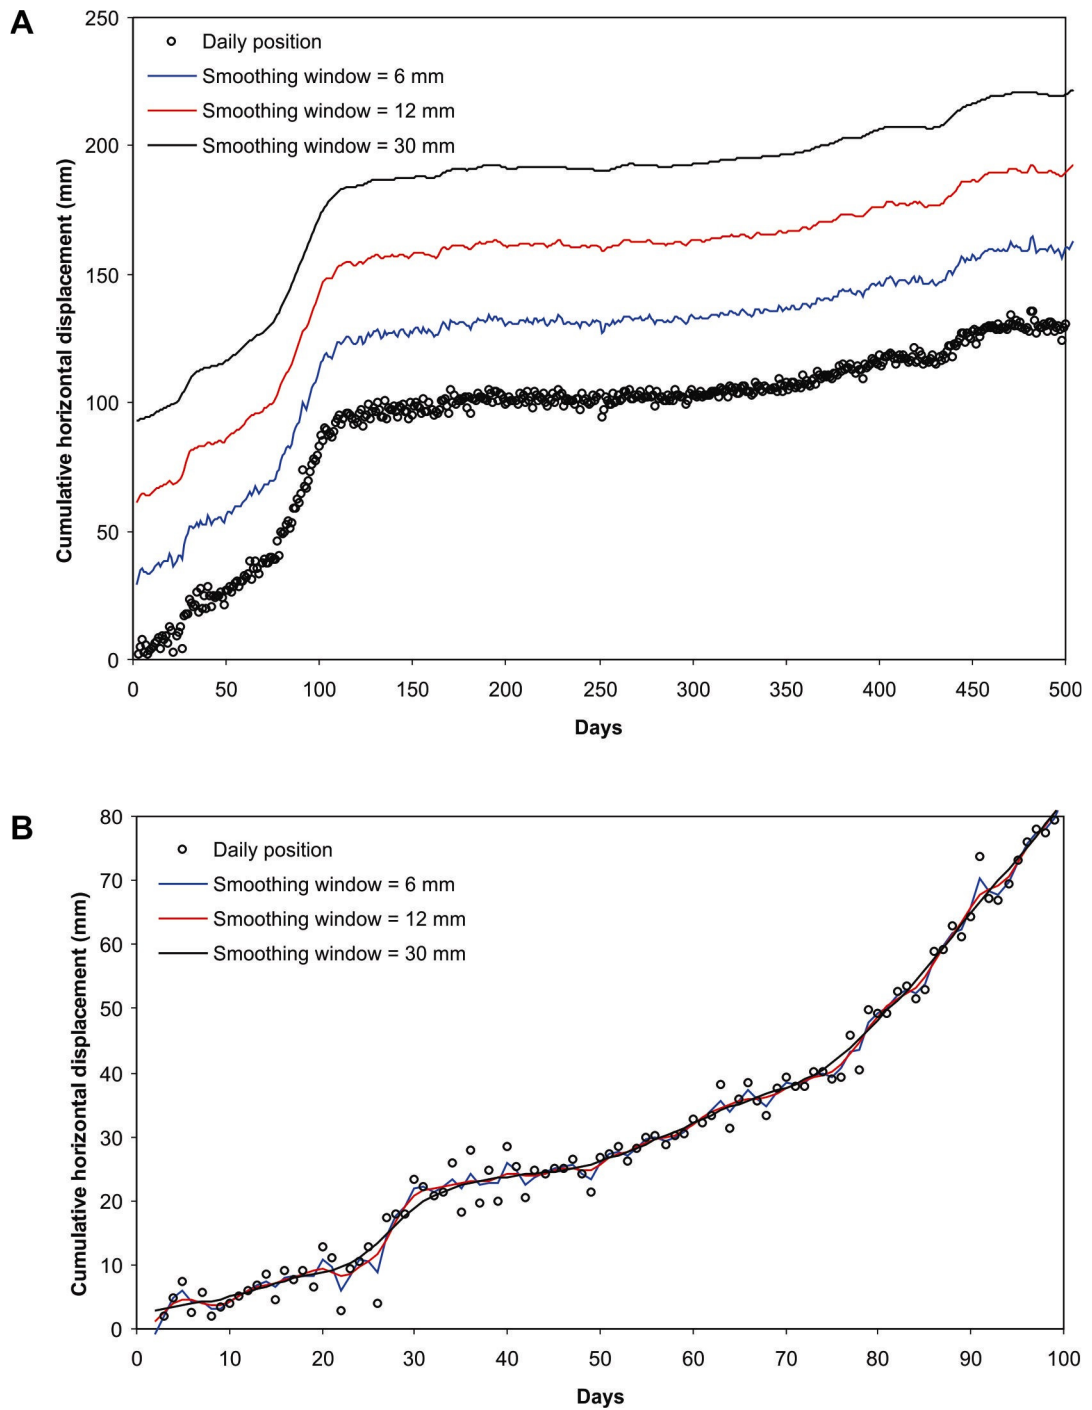 A
250
200
150
100
50
0
Cumulative horizontal displacement (mm)
Daily position
Smoothing window = 6 mm
Smoothing window = 12 mm
Smoothing window = 30 mm
0 50 100 150 200 250 300 350 400 450 500
Days
B
80
70
60
50
40
30
20
10
0
Cumulative horizontal displacement (mm)
Daily position
Smoothing window = 6 mm
Smoothing window = 12 mm
Smoothing window = 30 mm
0 10 20 30 40 50 60 70 80 90 100
Days